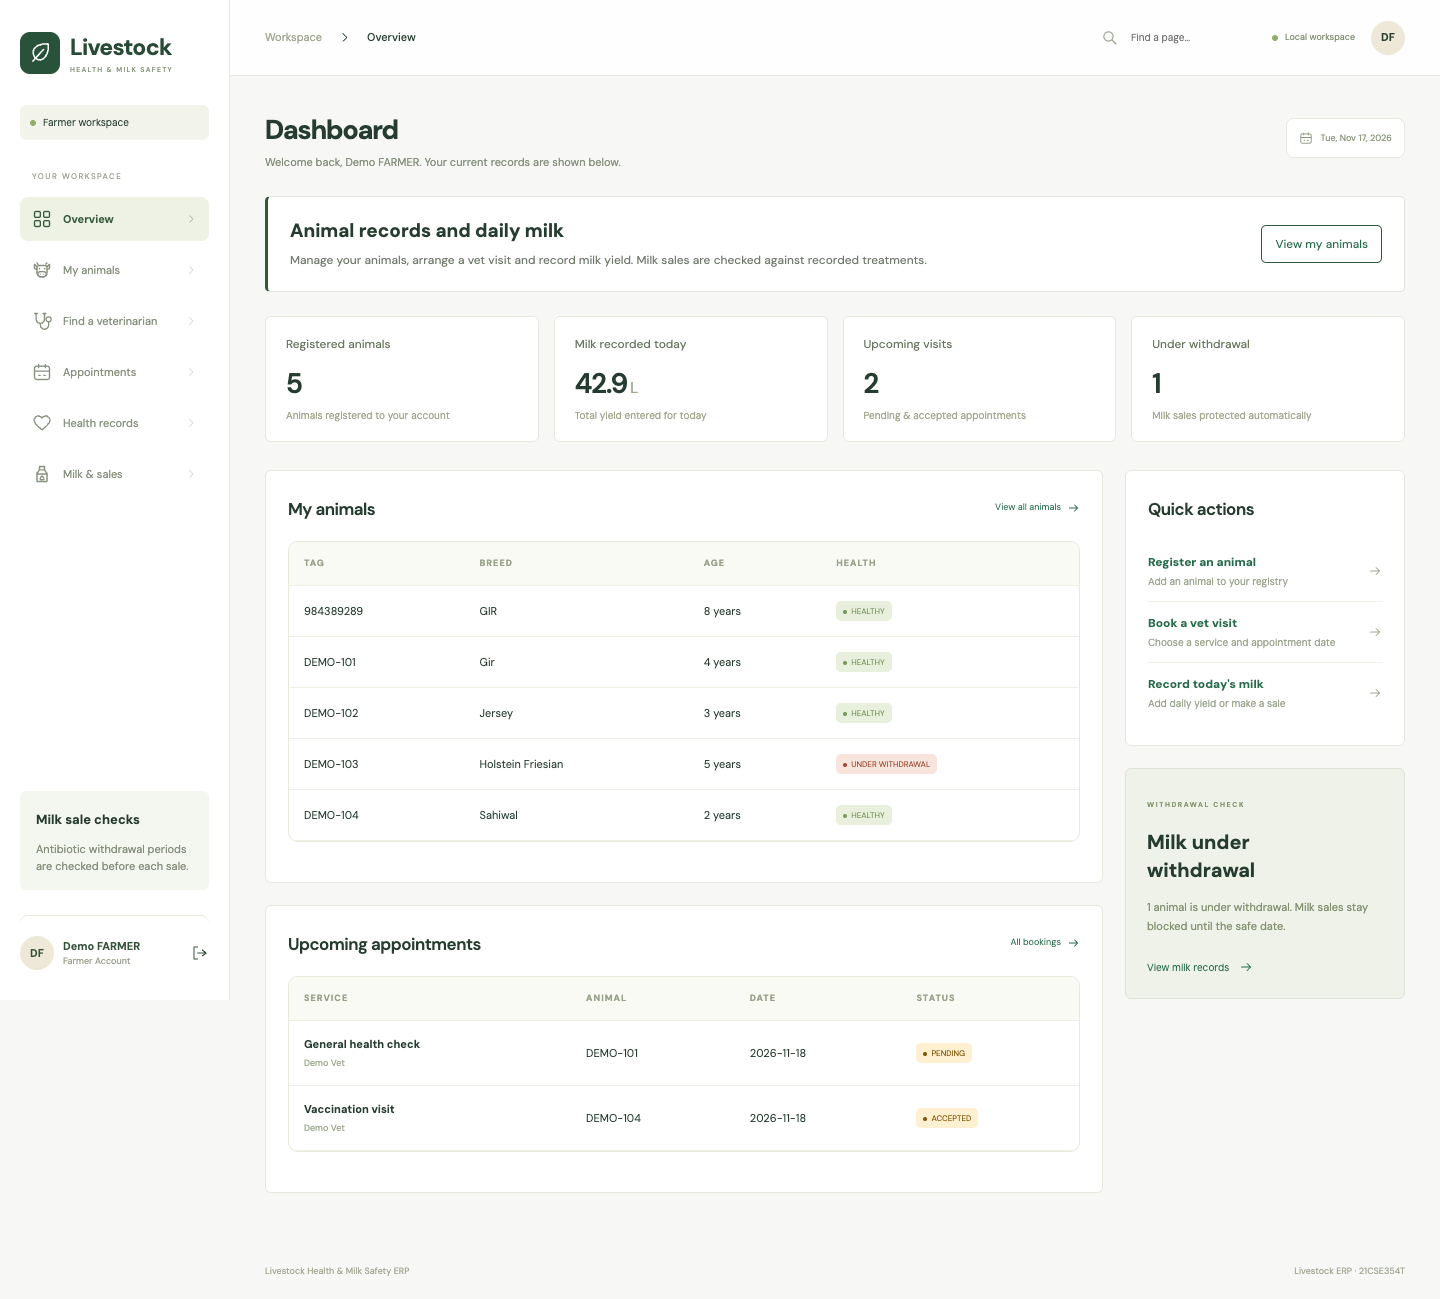 Livestock
HEALTH & MILK SAFETY
Farmer workspace
YOUR WORKSPACE
Overview
My animals
Find a veterinarian
Appointments
Health records
Milk & sales
Milk sale checks
Antibiotic withdrawal periods
are checked before each sale.
DF
Demo FARMER
Farmer Account
Workspace
Overview
Find a page...
Local workspace
DF
Dashboard
Welcome back, Demo FARMER. Your current records are shown below.
Tue, Nov 17, 2026
Animal records and daily milk
Manage your animals, arrange a vet visit and record milk yield. Milk sales are checked against recorded treatments.
View my animals
Registered animals
5
Animals registered to your account
Milk recorded today
42.9 L
Total yield entered for today
Upcoming visits
2
Pending & accepted appointments
Under withdrawal
1
Milk sales protected automatically
My animals
View all animals
TAG BREED AGE HEALTH
984389289 GIR 8 years HEALTHY
DEMO-101 Gir 4 years HEALTHY
DEMO-102 Jersey 3 years HEALTHY
DEMO-103 Holstein Friesian 5 years UNDER WITHDRAWAL
DEMO-104 Sahiwal 2 years HEALTHY
Upcoming appointments
All bookings
SERVICE ANIMAL DATE STATUS
General health check
Demo Vet
DEMO-101 2026-11-18 PENDING
Vaccination visit
Demo Vet
DEMO-104 2026-11-18 ACCEPTED
Quick actions
Register an animal
Add an animal to your registry
Book a vet visit
Choose a service and appointment date
Record today's milk
Add daily yield or make a sale
WITHDRAWAL CHECK
Milk under
withdrawal
1 animal is under withdrawal. Milk sales stay
blocked until the safe date.
View milk records
Livestock Health & Milk Safety ERP
Livestock ERP · 21CSE354T